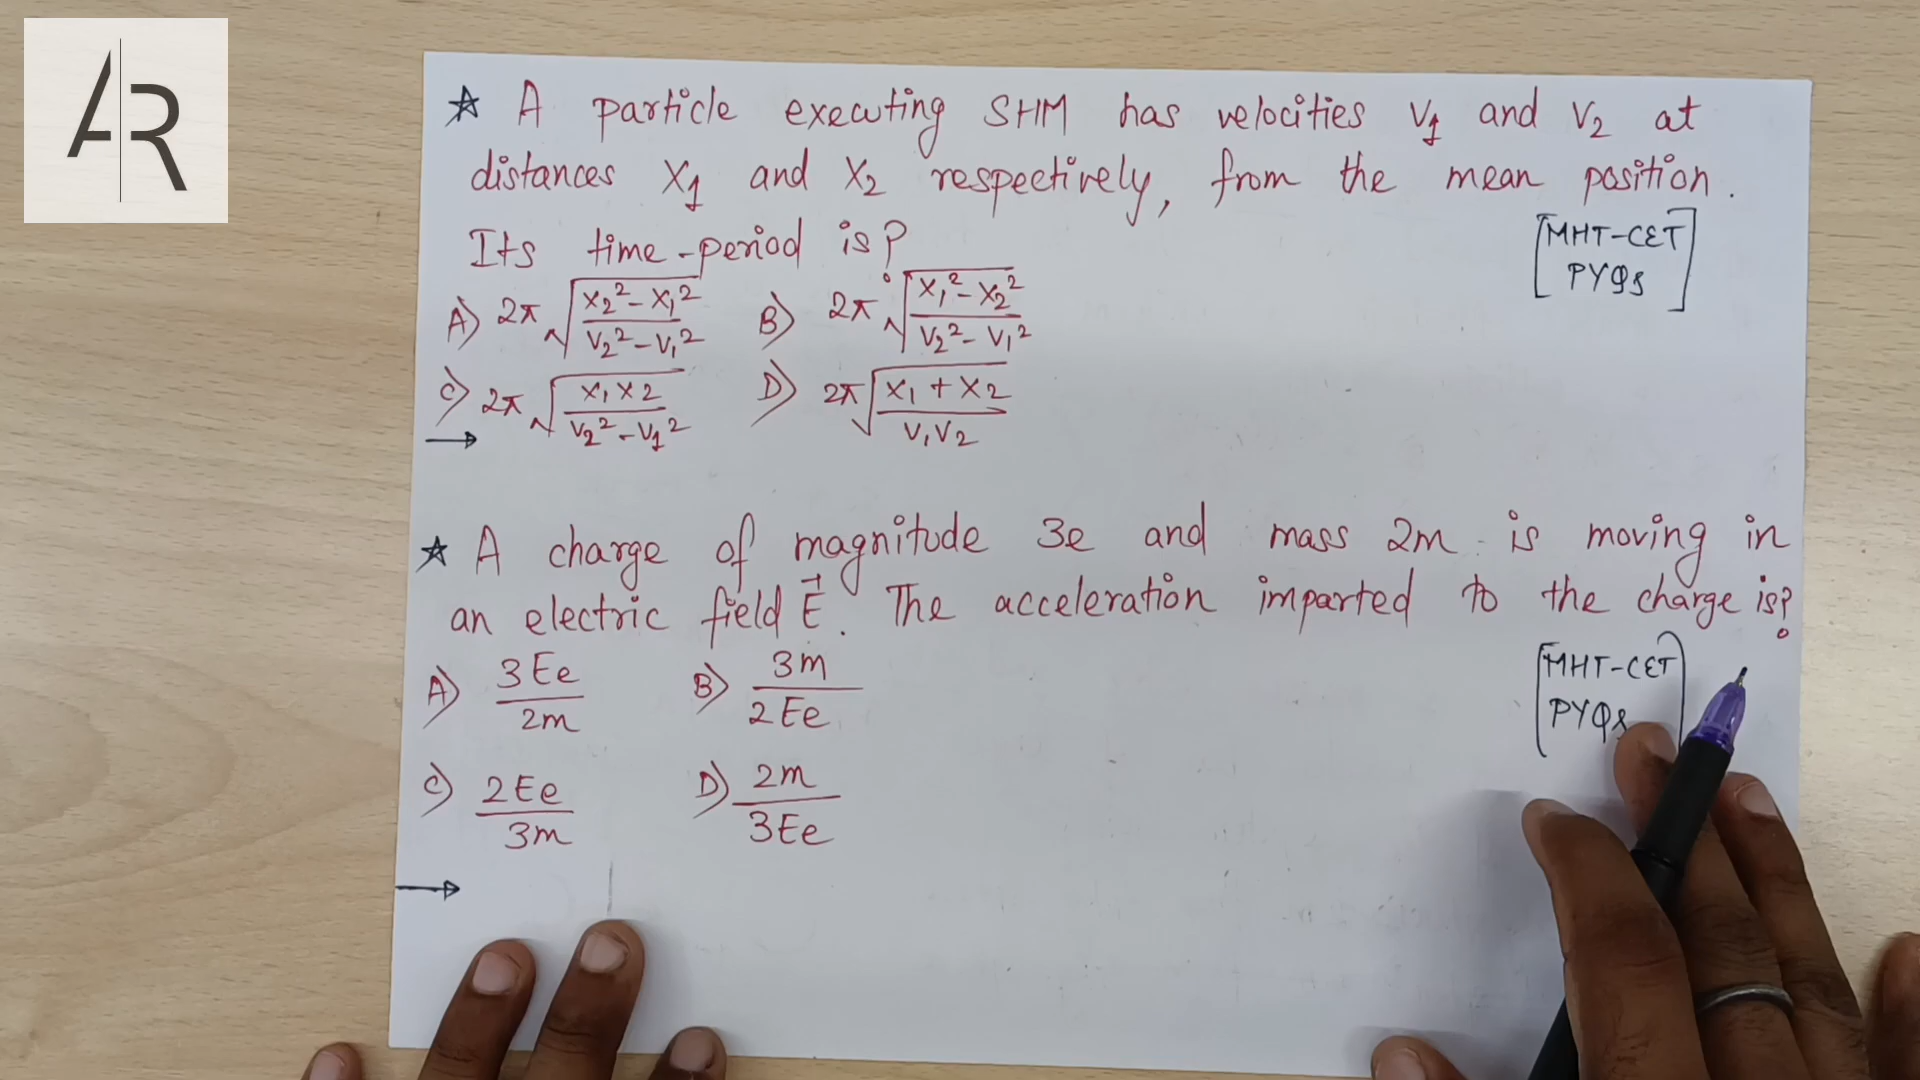 AR
☆ A particle executing SHM has velocities V₁ and V₂ at
distances X₁ and X₂ respectively, from the mean position.
Its time-period is?
[MHT-CET
PYQs]
A) 2π √((X₂² - X₁²)/(V₂² - V₁²)) B) 2π √((X₁² - X₂²)/(V₂² - V₁²))
C) 2π √((X₁ X₂)/(V₂² - V₁²)) D) 2π √((X₁ + X₂)/(V₁V₂))
→
☆ A charge of magnitude 3e and mass 2m is moving in
an electric field E⃗. The acceleration imparted to the charge is?
[MHT-CET
PYQs]
A) 3Ee/2m B) 3m/2Ee
C) 2Ee/3m D) 2m/3Ee
→